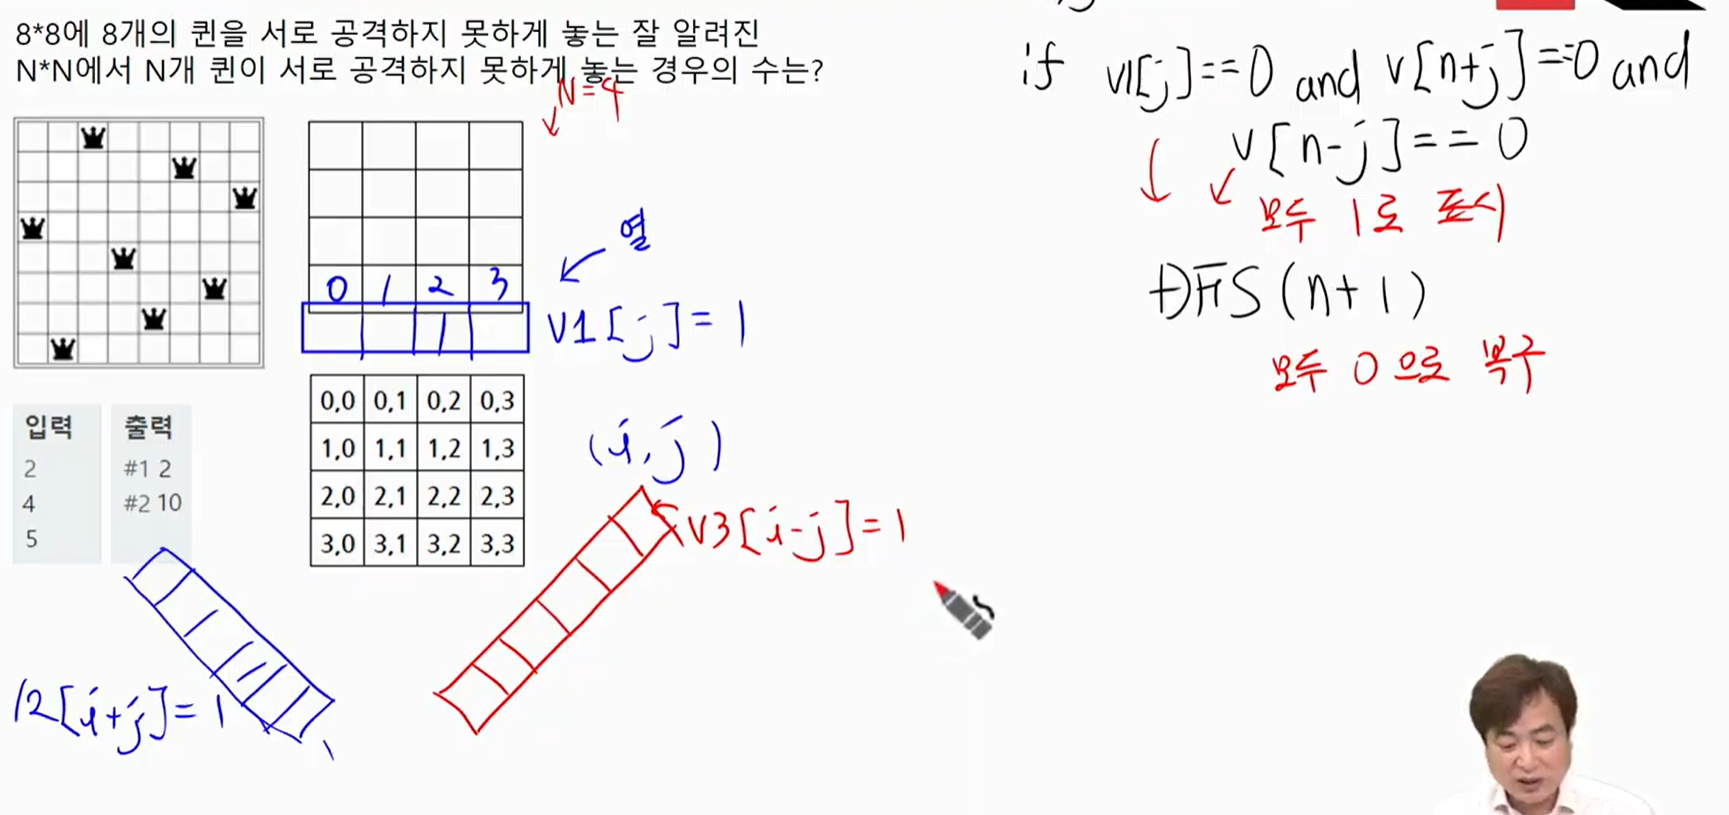 8*8에 8개의 퀸을 서로 공격하지 못하게 놓는 잘 알려진
N*N에서 N개 퀸이 서로 공격하지 못하게 놓는 경우의 수는?
N=4
0 1 2 3
1
열
V1[j]=1
입력
2
4
5
출력
#1 2
#2 10
0,0 0,1 0,2 0,3
1,0 1,1 1,2 1,3
2,0 2,1 2,2 2,3
3,0 3,1 3,2 3,3
(i,j)
V3[i-j]=1
2[i+j]=1
if V1[j]==0 and V[n+j]==0 and
V[n-j]==0
모두 1로 표시
DFS(n+1)
모두 0으로 복구